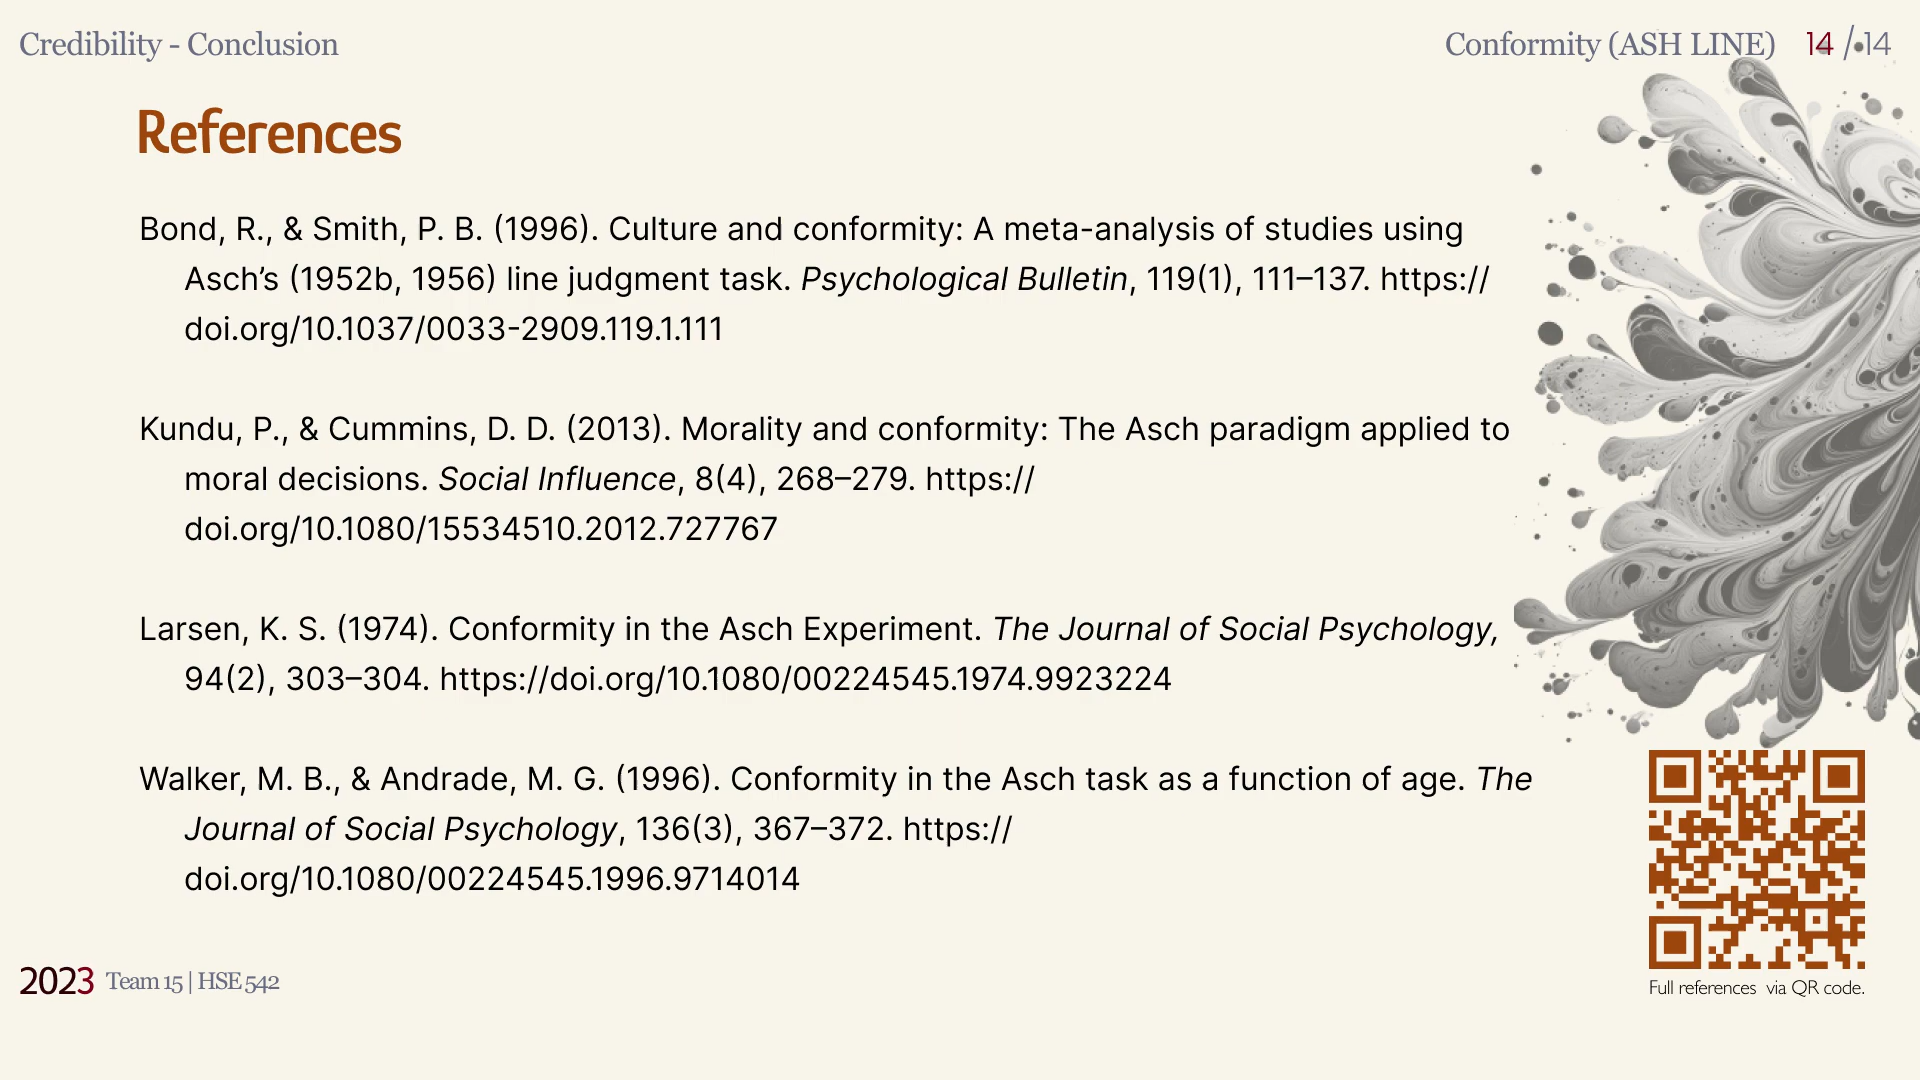 Credibility - Conclusion
Conformity (ASH LINE) 14 / 14
References
Bond, R., & Smith, P. B. (1996). Culture and conformity: A meta-analysis of studies using
Asch’s (1952b, 1956) line judgment task. Psychological Bulletin, 119(1), 111–137. https://
doi.org/10.1037/0033-2909.119.1.111
Kundu, P., & Cummins, D. D. (2013). Morality and conformity: The Asch paradigm applied to
moral decisions. Social Influence, 8(4), 268–279. https://
doi.org/10.1080/15534510.2012.727767
Larsen, K. S. (1974). Conformity in the Asch Experiment. The Journal of Social Psychology,
94(2), 303–304. https://doi.org/10.1080/00224545.1974.9923224
Walker, M. B., & Andrade, M. G. (1996). Conformity in the Asch task as a function of age. The
Journal of Social Psychology, 136(3), 367–372. https://
doi.org/10.1080/00224545.1996.9714014
2023 Team 15 | HSE 542
Full references via QR code.